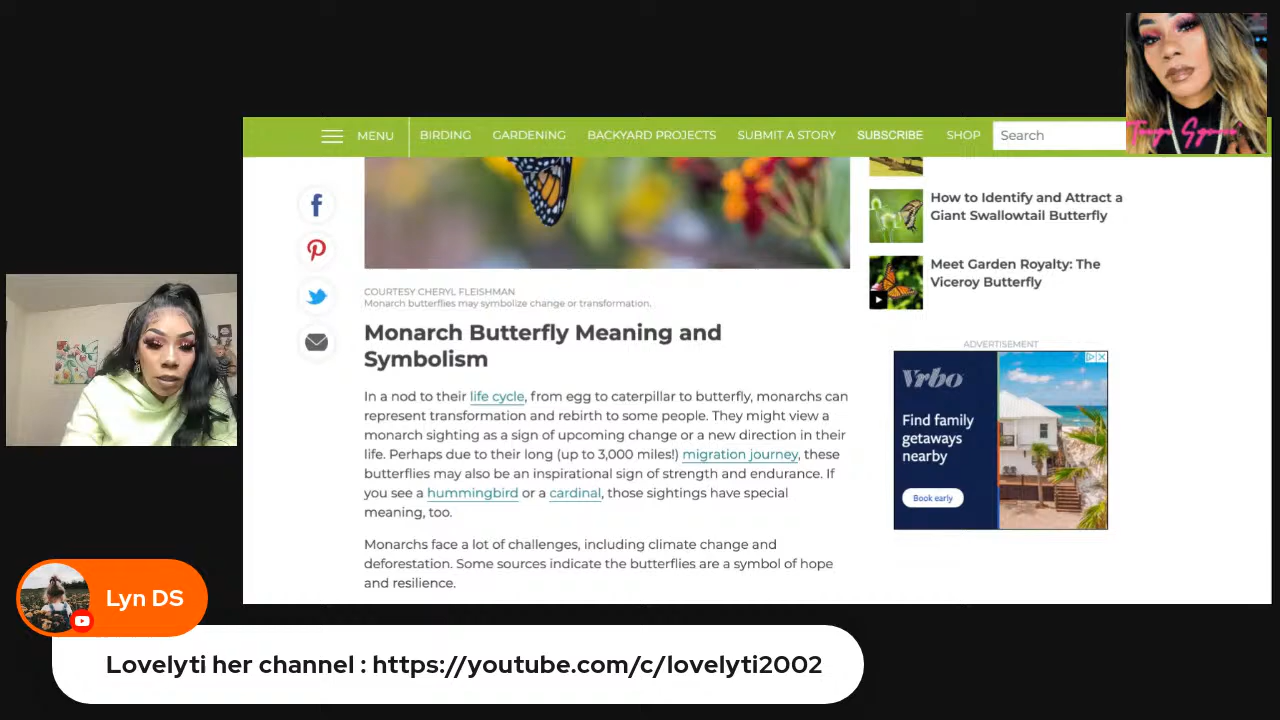 MENU
BIRDING
GARDENING
BACKYARD PROJECTS
SUBMIT A STORY
SUBSCRIBE
SHOP
Search
COURTESY CHERYL FLEISHMAN
Monarch butterflies may symbolize change or transformation.
Monarch Butterfly Meaning and
Symbolism
In a nod to their life cycle, from egg to caterpillar to butterfly, monarchs can
represent transformation and rebirth to some people. They might view a
monarch sighting as a sign of upcoming change or a new direction in their
life. Perhaps due to their long (up to 3,000 miles!) migration journey, these
butterflies may also be an inspirational sign of strength and endurance. If
you see a hummingbird or a cardinal, those sightings have special
meaning, too.
Monarchs face a lot of challenges, including climate change and
deforestation. Some sources indicate the butterflies are a symbol of hope
and resilience.
How to Identify and Attract a
Giant Swallowtail Butterfly
Meet Garden Royalty: The
Viceroy Butterfly
ADVERTISEMENT
Vrbo
Find family
getaways
nearby
Book early
Lyn DS
Lovelyti her channel : https://youtube.com/c/lovelyti2002